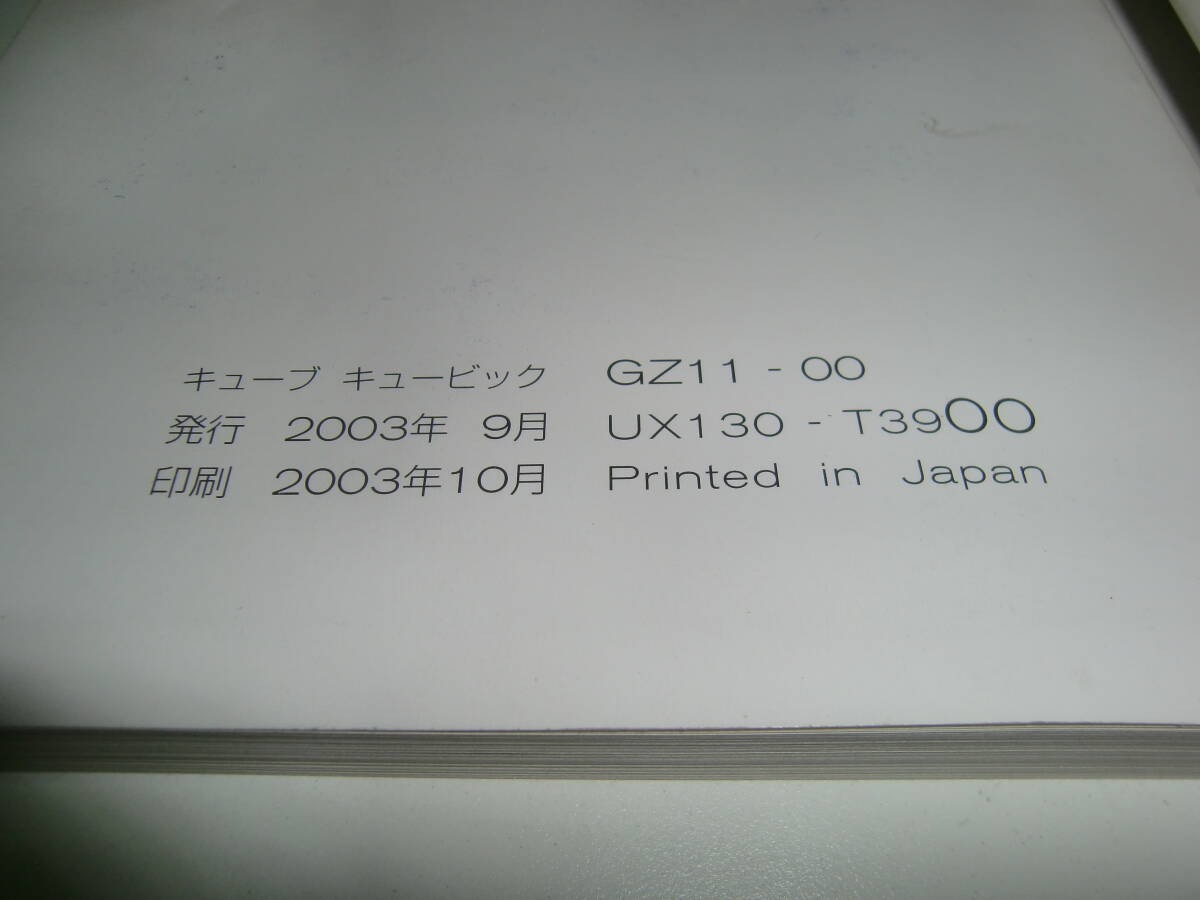 キューブ キュービック GZ11 - 00
発行 2003年 9月 UX130 - T3900
印刷 2003年10月 Printed in Japan